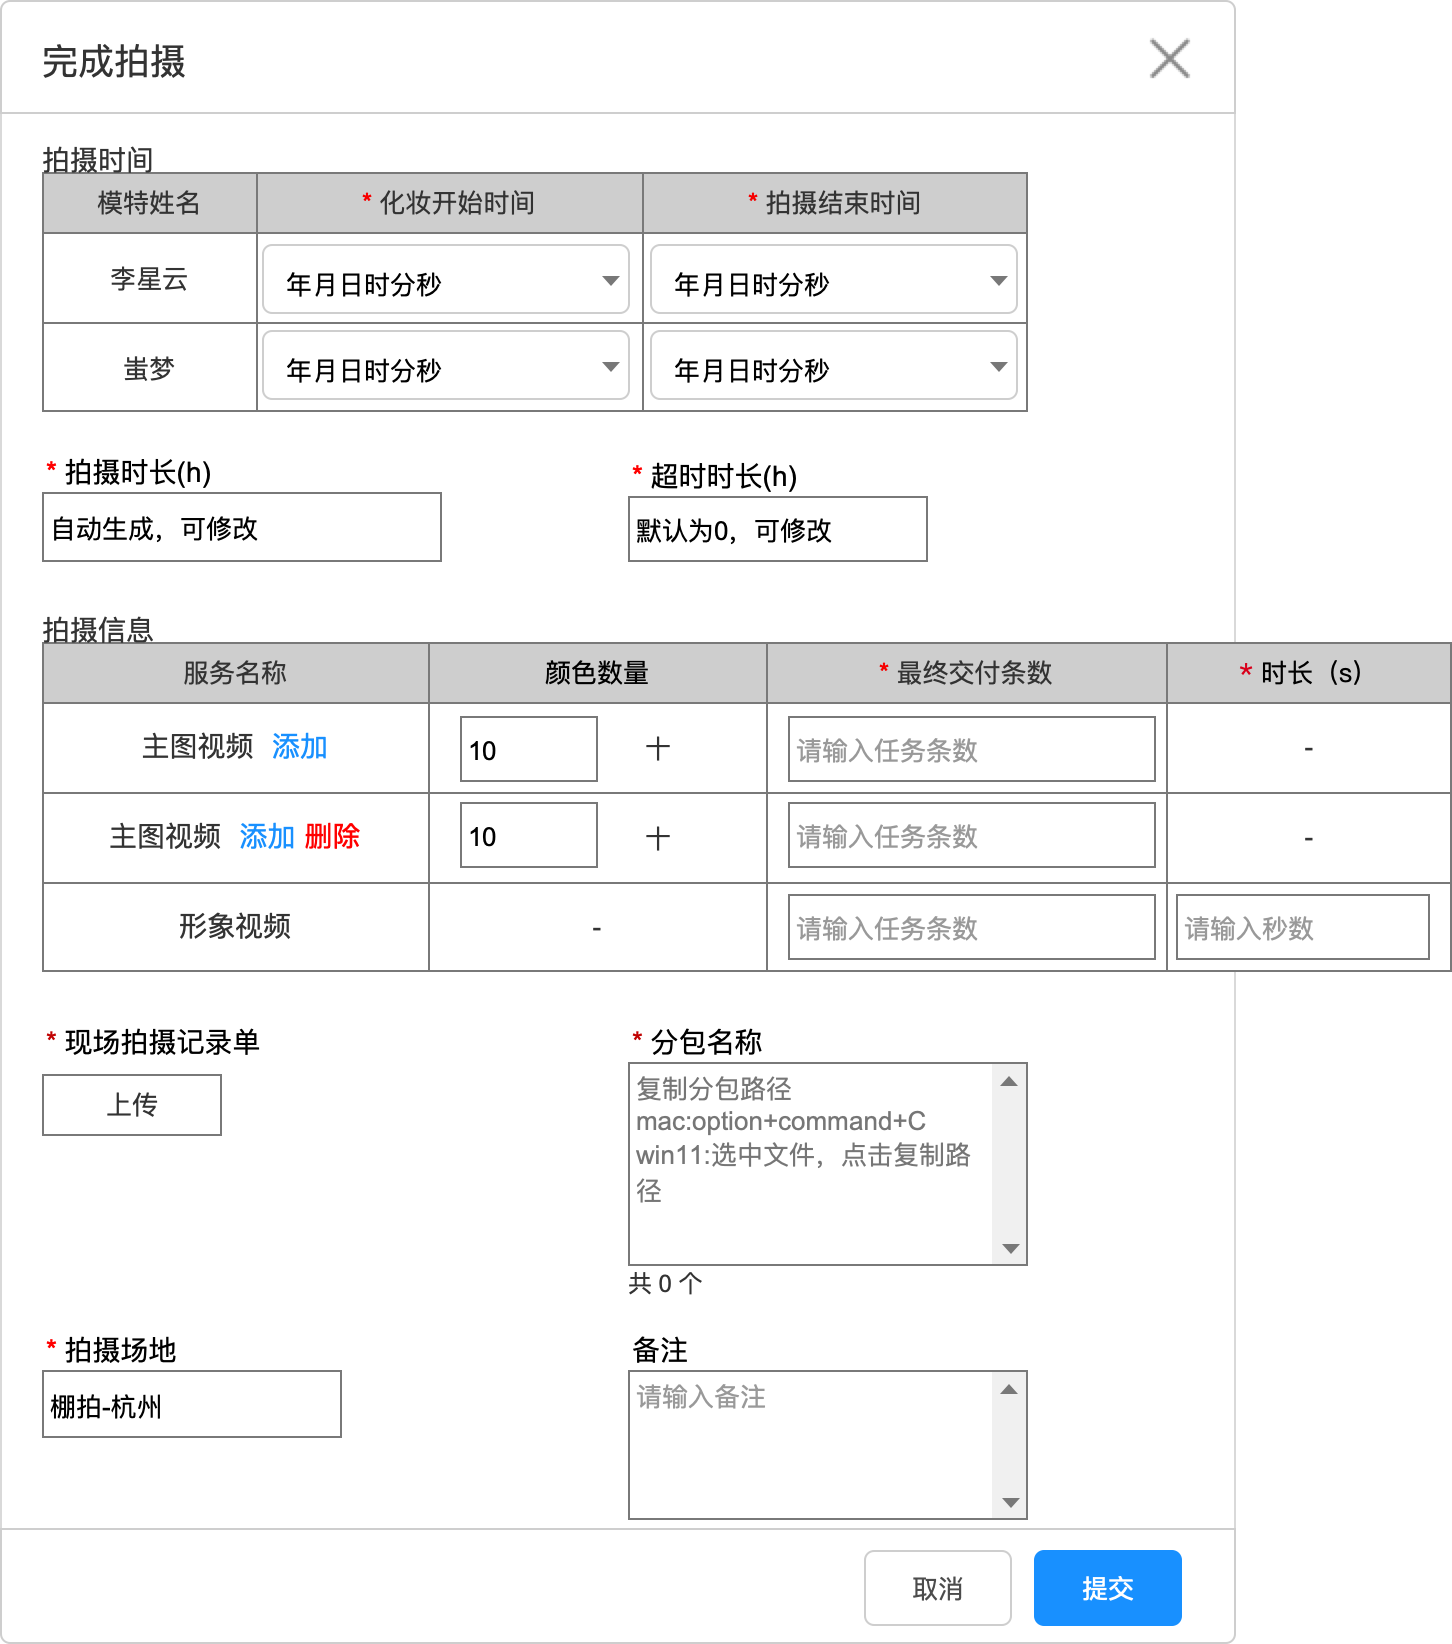 完成拍摄
拍摄时间
模特姓名 * 化妆开始时间 * 拍摄结束时间
李星云 年月日时分秒 年月日时分秒
蚩梦 年月日时分秒 年月日时分秒
* 拍摄时长(h) * 超时时长(h)
自动生成，可修改 默认为0，可修改
拍摄信息
服务名称 颜色数量 * 最终交付条数 * 时长（s）
主图视频 添加 10 + 请输入任务条数 -
主图视频 添加 删除 10 + 请输入任务条数 -
形象视频 - 请输入任务条数 请输入秒数
* 现场拍摄记录单 * 分包名称
上传
复制分包路径
mac:option+command+C
win11:选中文件，点击复制路
径
共 0 个
* 拍摄场地 备注
棚拍-杭州 请输入备注
取消 提交